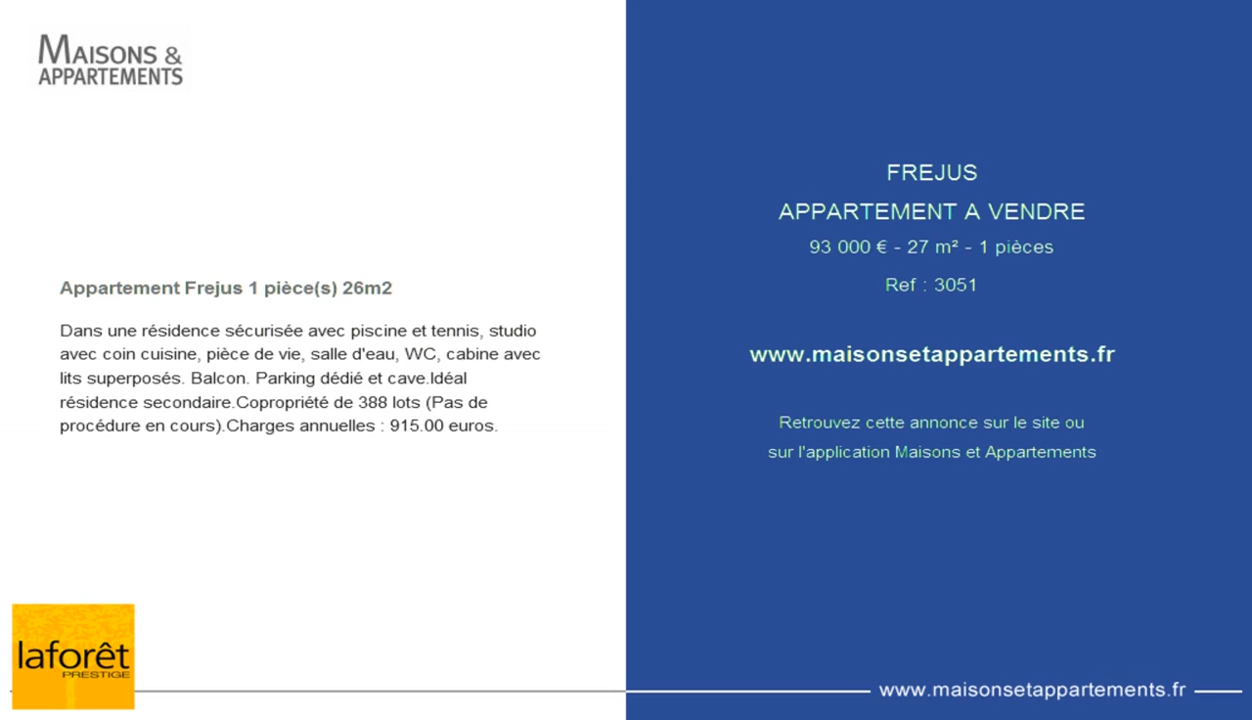 MAISONS &
APPARTEMENTS
Appartement Frejus 1 pièce(s) 26m2
Dans une résidence sécurisée avec piscine et tennis, studio
avec coin cuisine, pièce de vie, salle d'eau, WC, cabine avec
lits superposés. Balcon. Parking dédié et cave.Idéal
résidence secondaire.Copropriété de 388 lots (Pas de
procédure en cours).Charges annuelles : 915.00 euros.
laforêt
PRESTIGE
FREJUS
APPARTEMENT A VENDRE
93 000 € - 27 m² - 1 pièces
Ref : 3051
www.maisonsetappartements.fr
Retrouvez cette annonce sur le site ou
sur l'application Maisons et Appartements
www.maisonsetappartements.fr